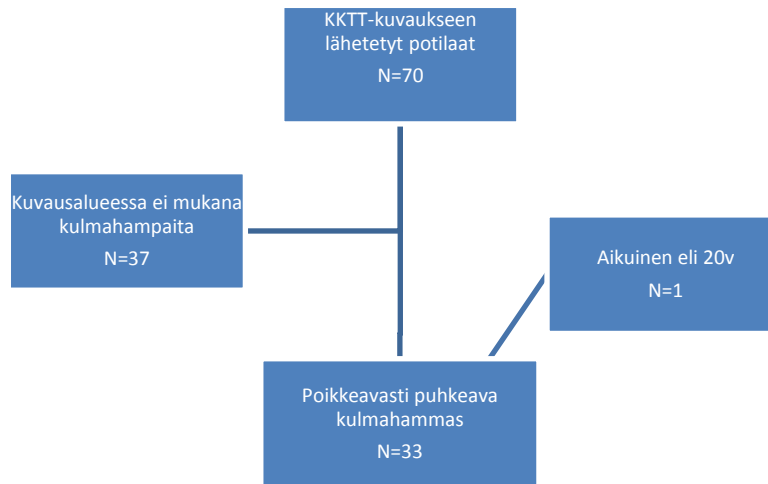 KKTT-kuvaukseen
lähetetyt potilaat
N=70
Kuvausalueessa ei mukana
kulmahampaita
N=37
Aikuinen eli 20v
N=1
Poikkeavasti puhkeava
kulmahammas
N=33